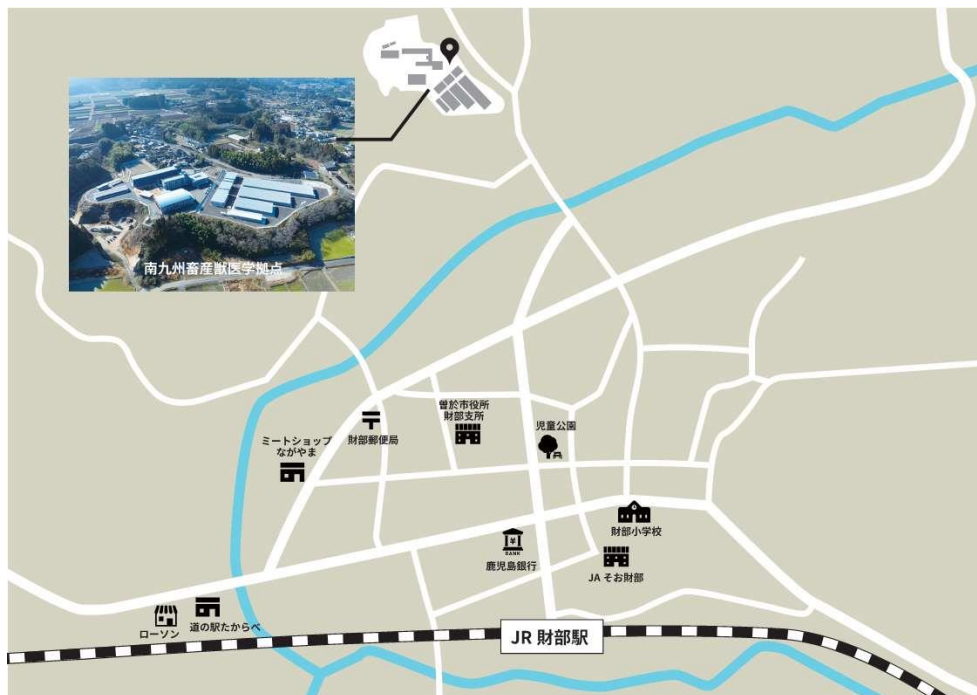 南九州畜産獣医学拠点
曽於市役所
財部支所
児童公園
財部郵便局
ミートショップ
ながやま
財部小学校
¥
BANK
鹿児島銀行
JA そお財部
道の駅たからべ
ローソン
JR 財部駅